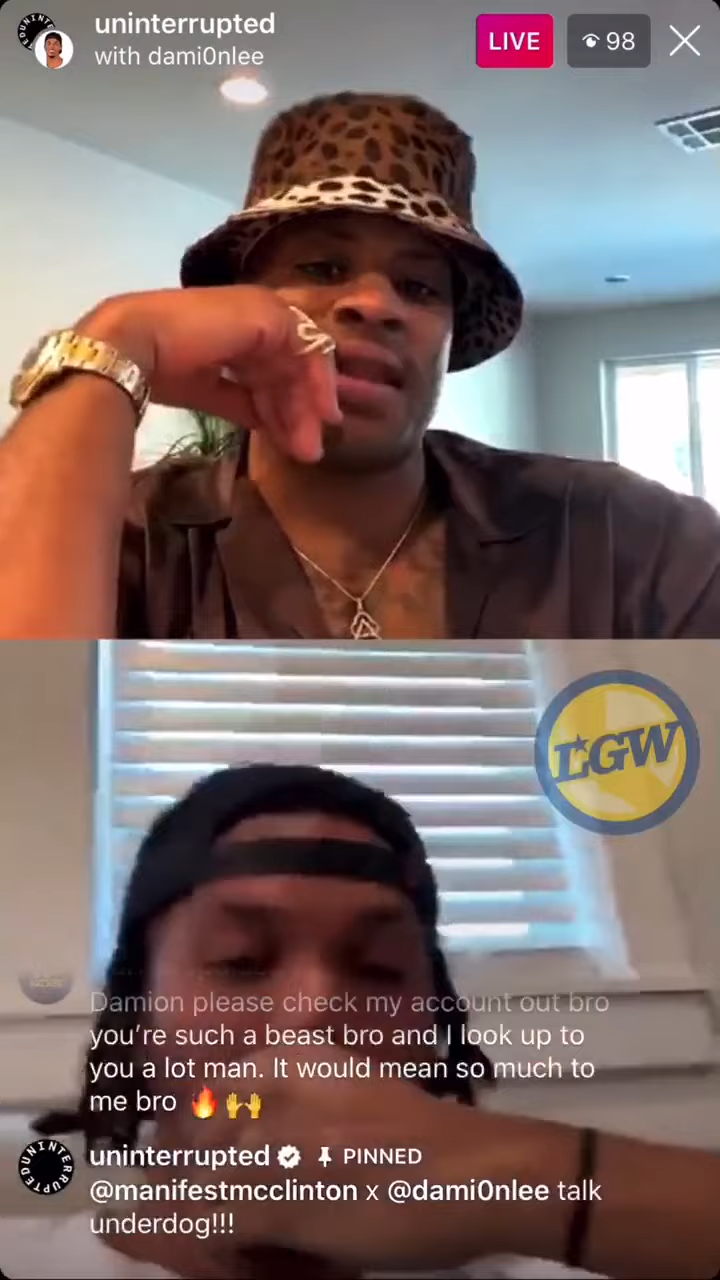 uninterrupted
with dami0nlee
LIVE
98
UNINTERRUPTED
LGW
Damion please check my account out bro
you're such a beast bro and I look up to
you a lot man. It would mean so much to
me bro 🔥🙌
uninterrupted PINNED
@manifestmcclinton x @dami0nlee talk
underdog!!!